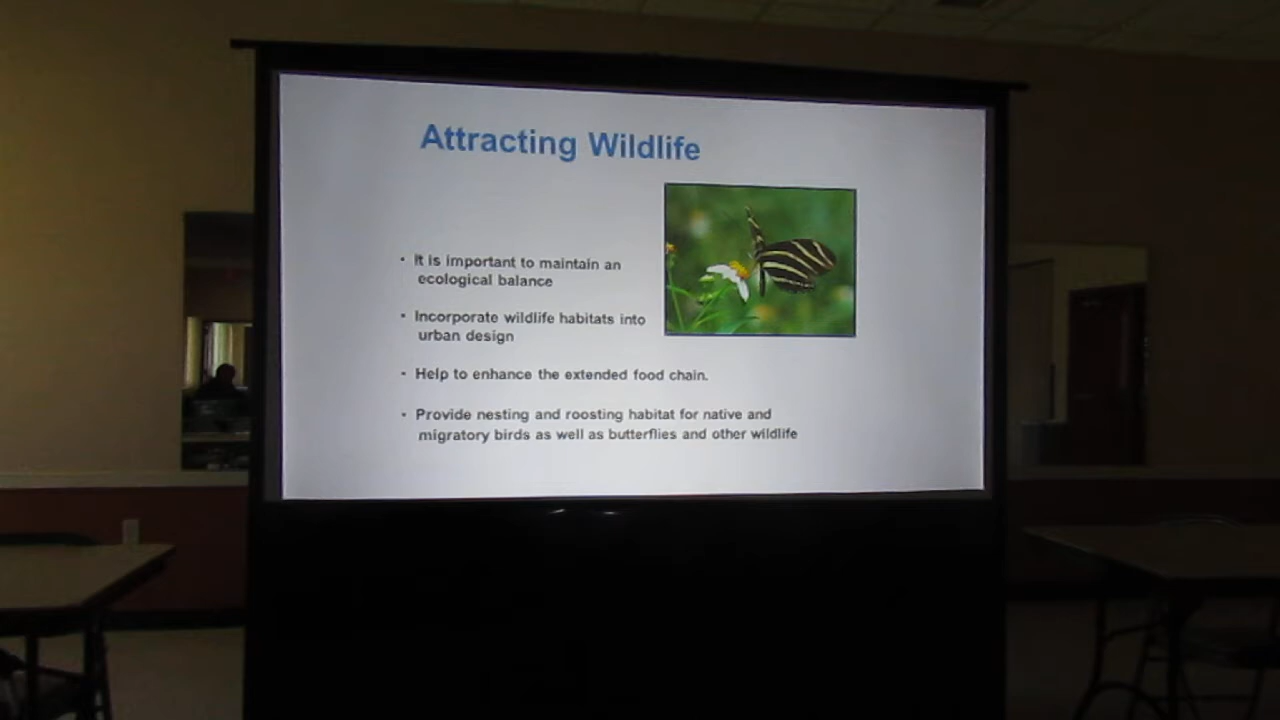 Attracting Wildlife
• It is important to maintain an
ecological balance
• Incorporate wildlife habitats into
urban design
• Help to enhance the extended food chain.
• Provide nesting and roosting habitat for native and
migratory birds as well as butterflies and other wildlife